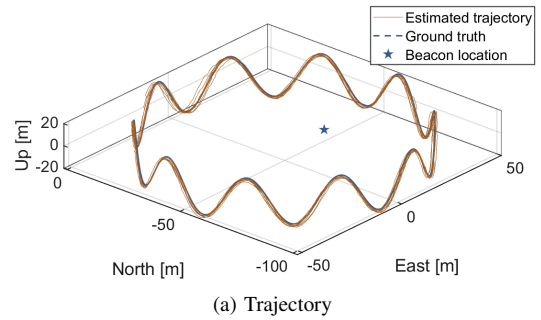 Estimated trajectory
Ground truth
Beacon location
Up [m]
20
0
-20
0
-50
-100
North [m]
-50
0
50
East [m]
(a) Trajectory